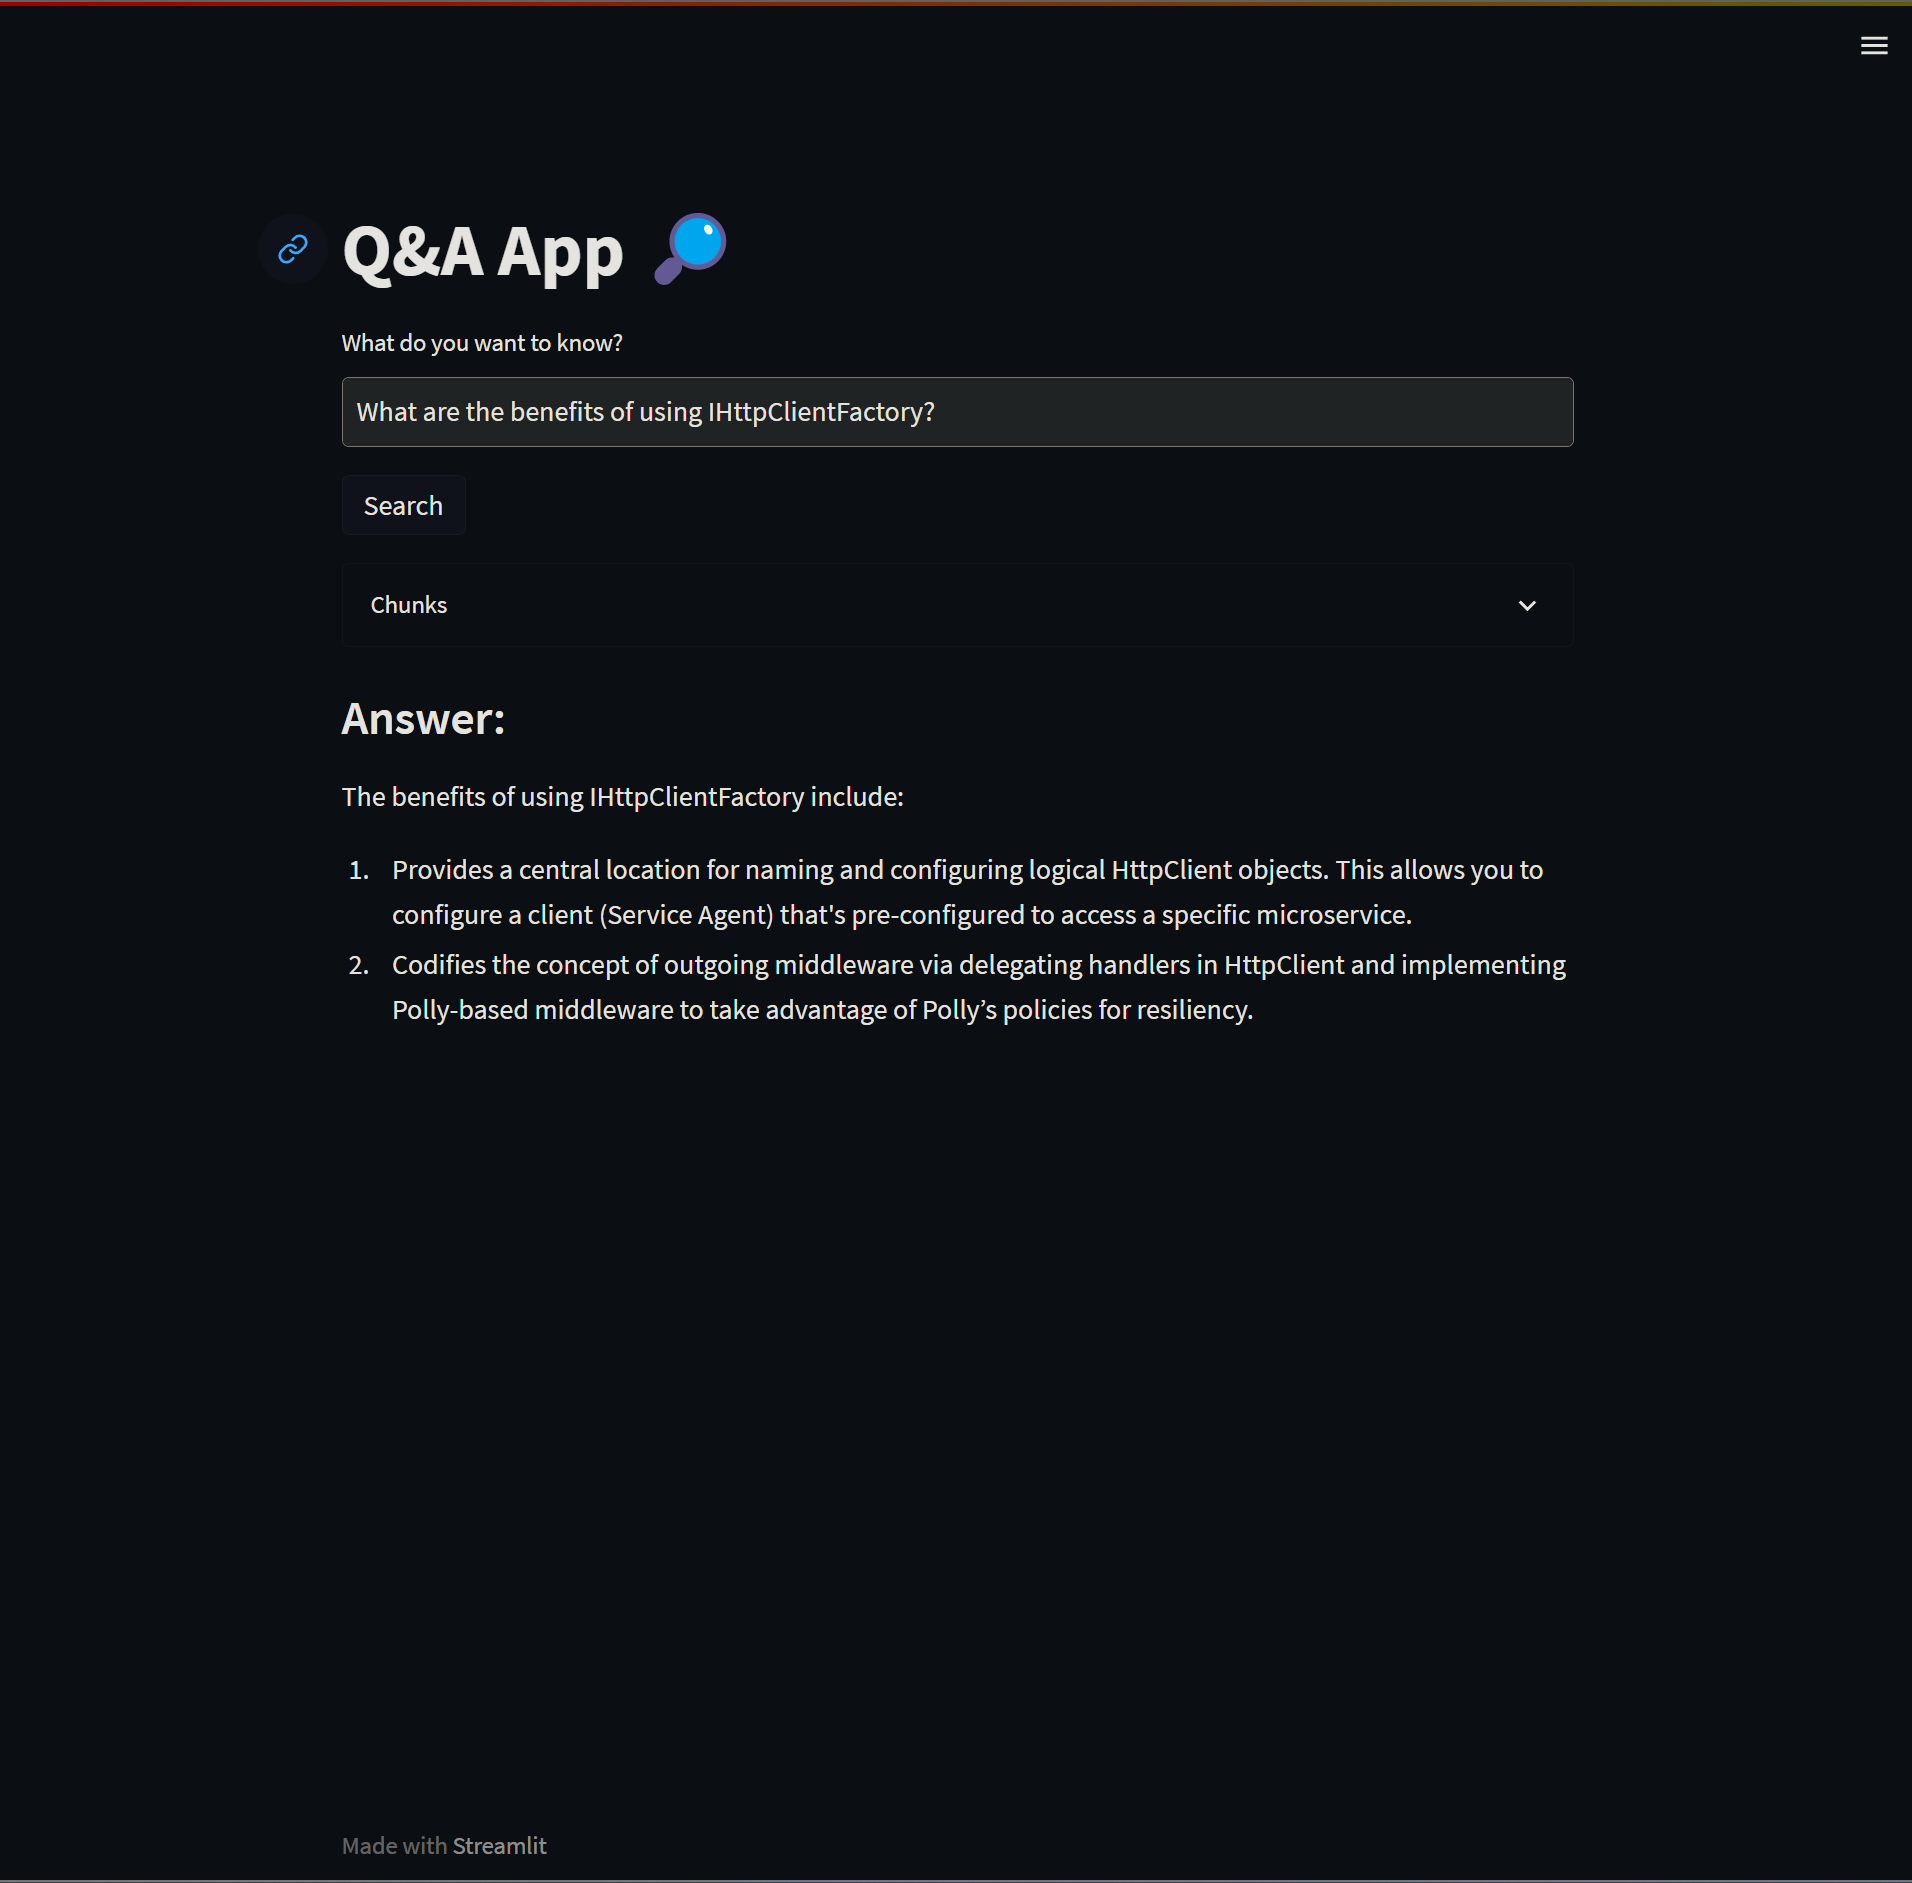 Q&A App
What do you want to know?
What are the benefits of using IHttpClientFactory?
Search
Chunks
Answer:
The benefits of using IHttpClientFactory include:
1. Provides a central location for naming and configuring logical HttpClient objects. This allows you to
configure a client (Service Agent) that's pre-configured to access a specific microservice.
2. Codifies the concept of outgoing middleware via delegating handlers in HttpClient and implementing
Polly-based middleware to take advantage of Polly’s policies for resiliency.
Made with Streamlit